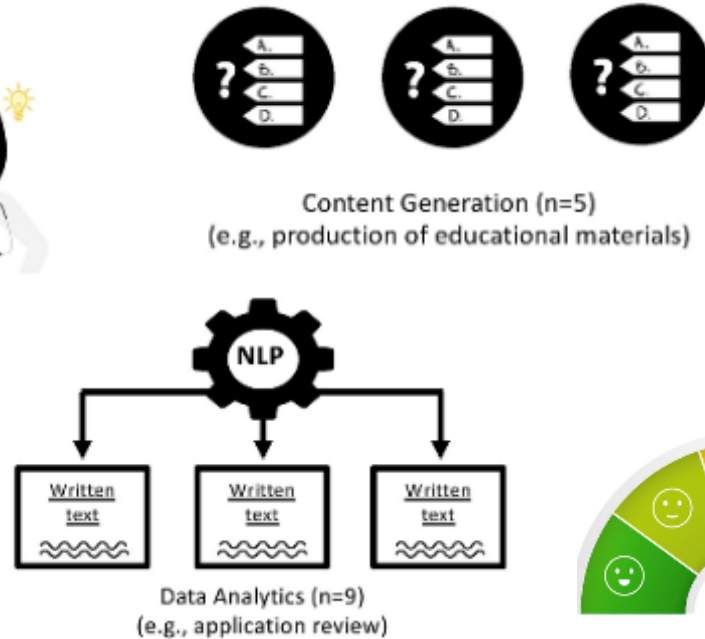 ? A.
B.
C.
D.
? A.
B.
C.
D.
? A.
B.
C.
D.
Content Generation (n=5)
(e.g., production of educational materials)
NLP
Written
text
Written
text
Written
text
Data Analytics (n=9)
(e.g., application review)